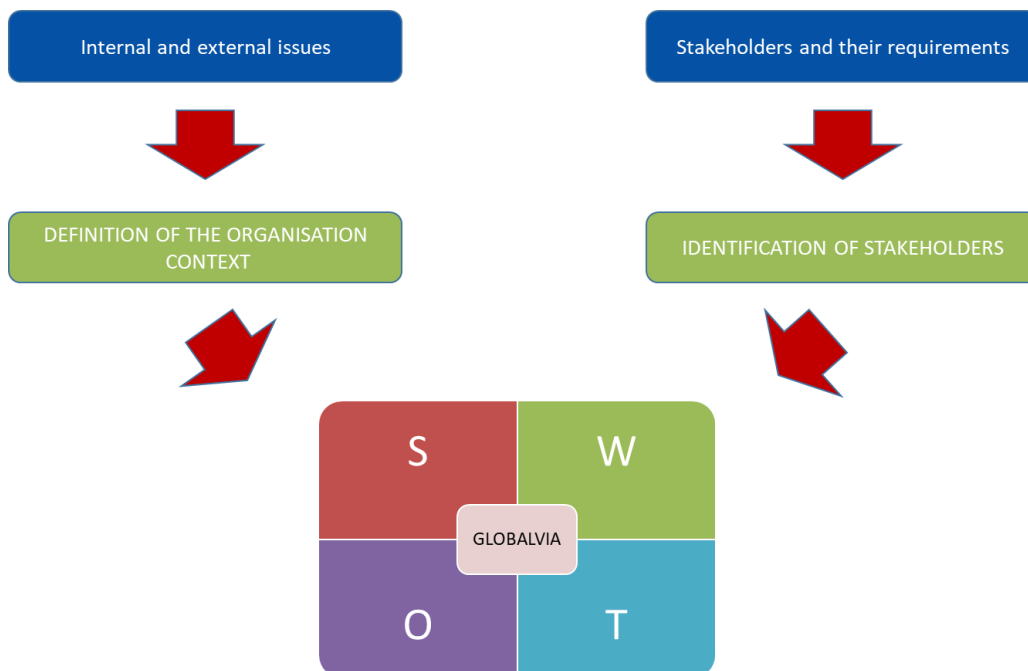 Internal and external issues
Stakeholders and their requirements
DEFINITION OF THE ORGANISATION
CONTEXT
IDENTIFICATION OF STAKEHOLDERS
S
W
GLOBALVIA
O
T